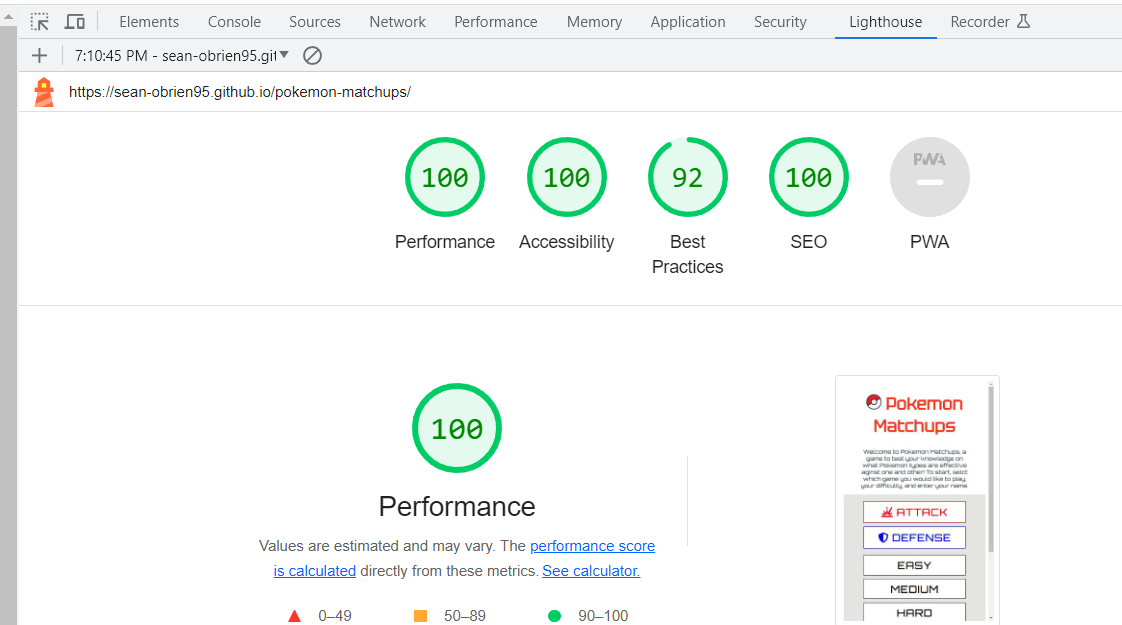 Elements Console Sources Network Performance Memory Application Security Lighthouse Recorder
7:10:45 PM - sean-obrien95.git
https://sean-obrien95.github.io/pokemon-matchups/
100 100 92 100 PWA
Performance Accessibility Best SEO PWA
Practices
100
Performance
Values are estimated and may vary. The performance score
is calculated directly from these metrics. See calculator.
0–49 50–89 90–100
Pokemon
Matchups
Welcome to Pokemon Matchups, a
game to test your knowledge on
what Pokemon types are effective
aginst one and other! To start, selct
which game you would like to play,
your difficulty, and enter your name.
ATTACK
DEFENSE
EASY
MEDIUM
HARD